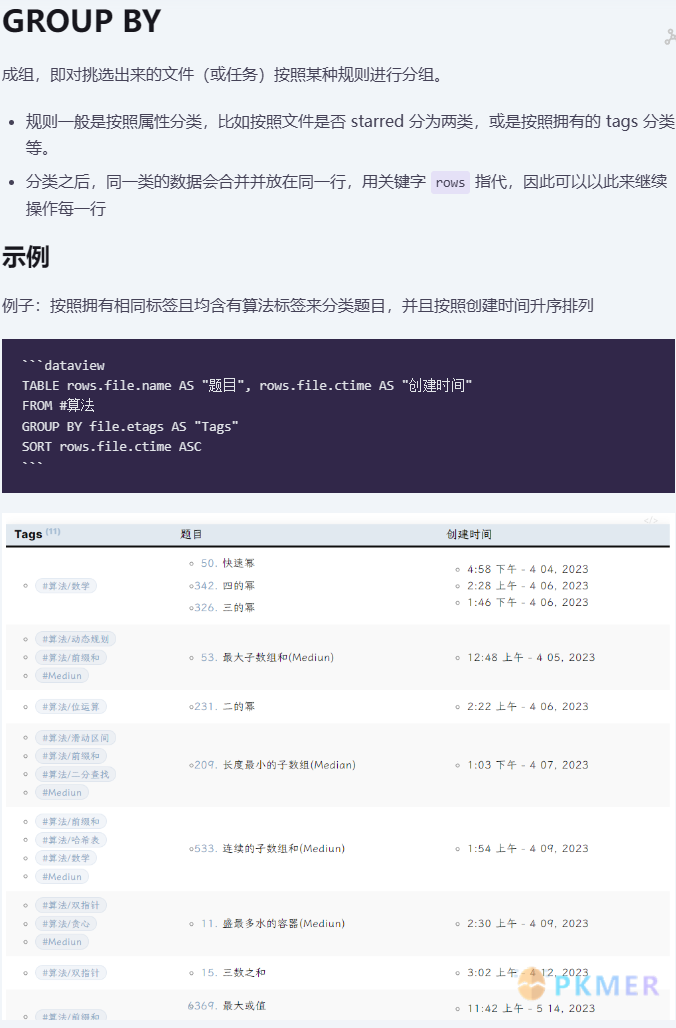 GROUP BY
成组，即对挑选出来的文件（或任务）按照某种规则进行分组。
规则一般是按照属性分类，比如按照文件是否 starred 分为两类，或是按照拥有的 tags 分类
等。
分类之后，同一类的数据会合并并放在同一行，用关键字 rows 指代，因此可以以此来继续
操作每一行
示例
例子：按照拥有相同标签且均含有算法标签来分类题目，并且按照创建时间升序排列
```dataview
TABLE rows.file.name AS "题目", rows.file.ctime AS "创建时间"
FROM #算法
GROUP BY file.etags AS "Tags"
SORT rows.file.ctime ASC
```
</>
Tags (11) 题目 创建时间
50. 快速幂 4:58 下午 - 4 04, 2023
#算法/数学 342. 四的幂 2:28 上午 - 4 06, 2023
326. 三的幂 1:46 下午 - 4 06, 2023
#算法/动态规划
#算法/前缀和 53. 最大子数组和(Mediun) 12:48 上午 - 4 05, 2023
#Mediun
#算法/位运算 231. 二的幂 2:22 上午 - 4 06, 2023
#算法/滑动区间
#算法/前缀和
209. 长度最小的子数组(Median) 1:03 下午 - 4 07, 2023
#算法/二分查找
#Mediun
#算法/前缀和
#算法/哈希表
533. 连续的子数组和(Mediun) 1:54 上午 - 4 09, 2023
#算法/数学
#Mediun
#算法/双指针
#算法/贪心 11. 盛最多水的容器(Mediun) 2:30 上午 - 4 09, 2023
#Mediun
#算法/双指针 15. 三数之和 3:02 上午 - 4 12, 2023
PKMER
6369. 最大或值 11:42 上午 - 5 14, 2023
#算法/前缀和